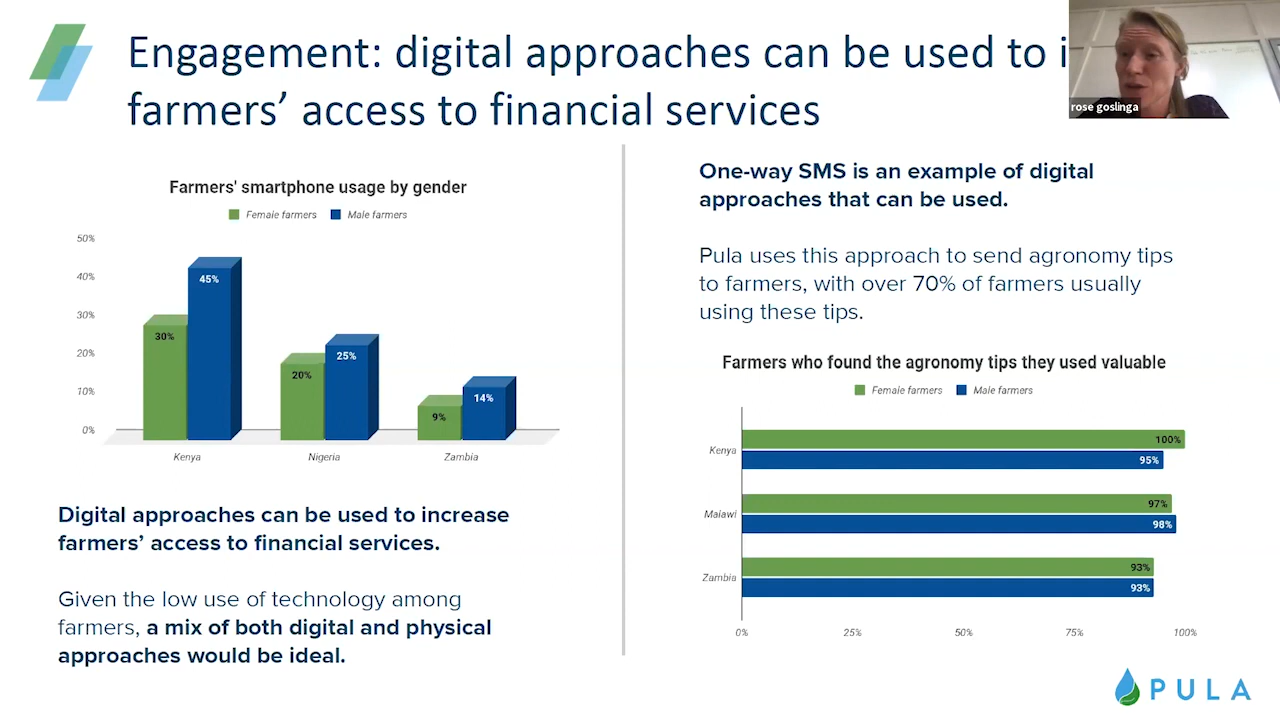 Engagement: digital approaches can be used to i
farmers' access to financial services
rose goslinga
Farmers' smartphone usage by gender
Female farmers Male farmers
50%
40%
30%
20%
10%
0%
30%
45%
20%
25%
9%
14%
Kenya Nigeria Zambia
Digital approaches can be used to increase
farmers' access to financial services.
Given the low use of technology among
farmers, a mix of both digital and physical
approaches would be ideal.
One-way SMS is an example of digital
approaches that can be used.
Pula uses this approach to send agronomy tips
to farmers, with over 70% of farmers usually
using these tips.
Farmers who found the agronomy tips they used valuable
Female farmers Male farmers
Kenya
100%
95%
Malawi
97%
98%
Zambia
93%
93%
0% 25% 50% 75% 100%
PULA